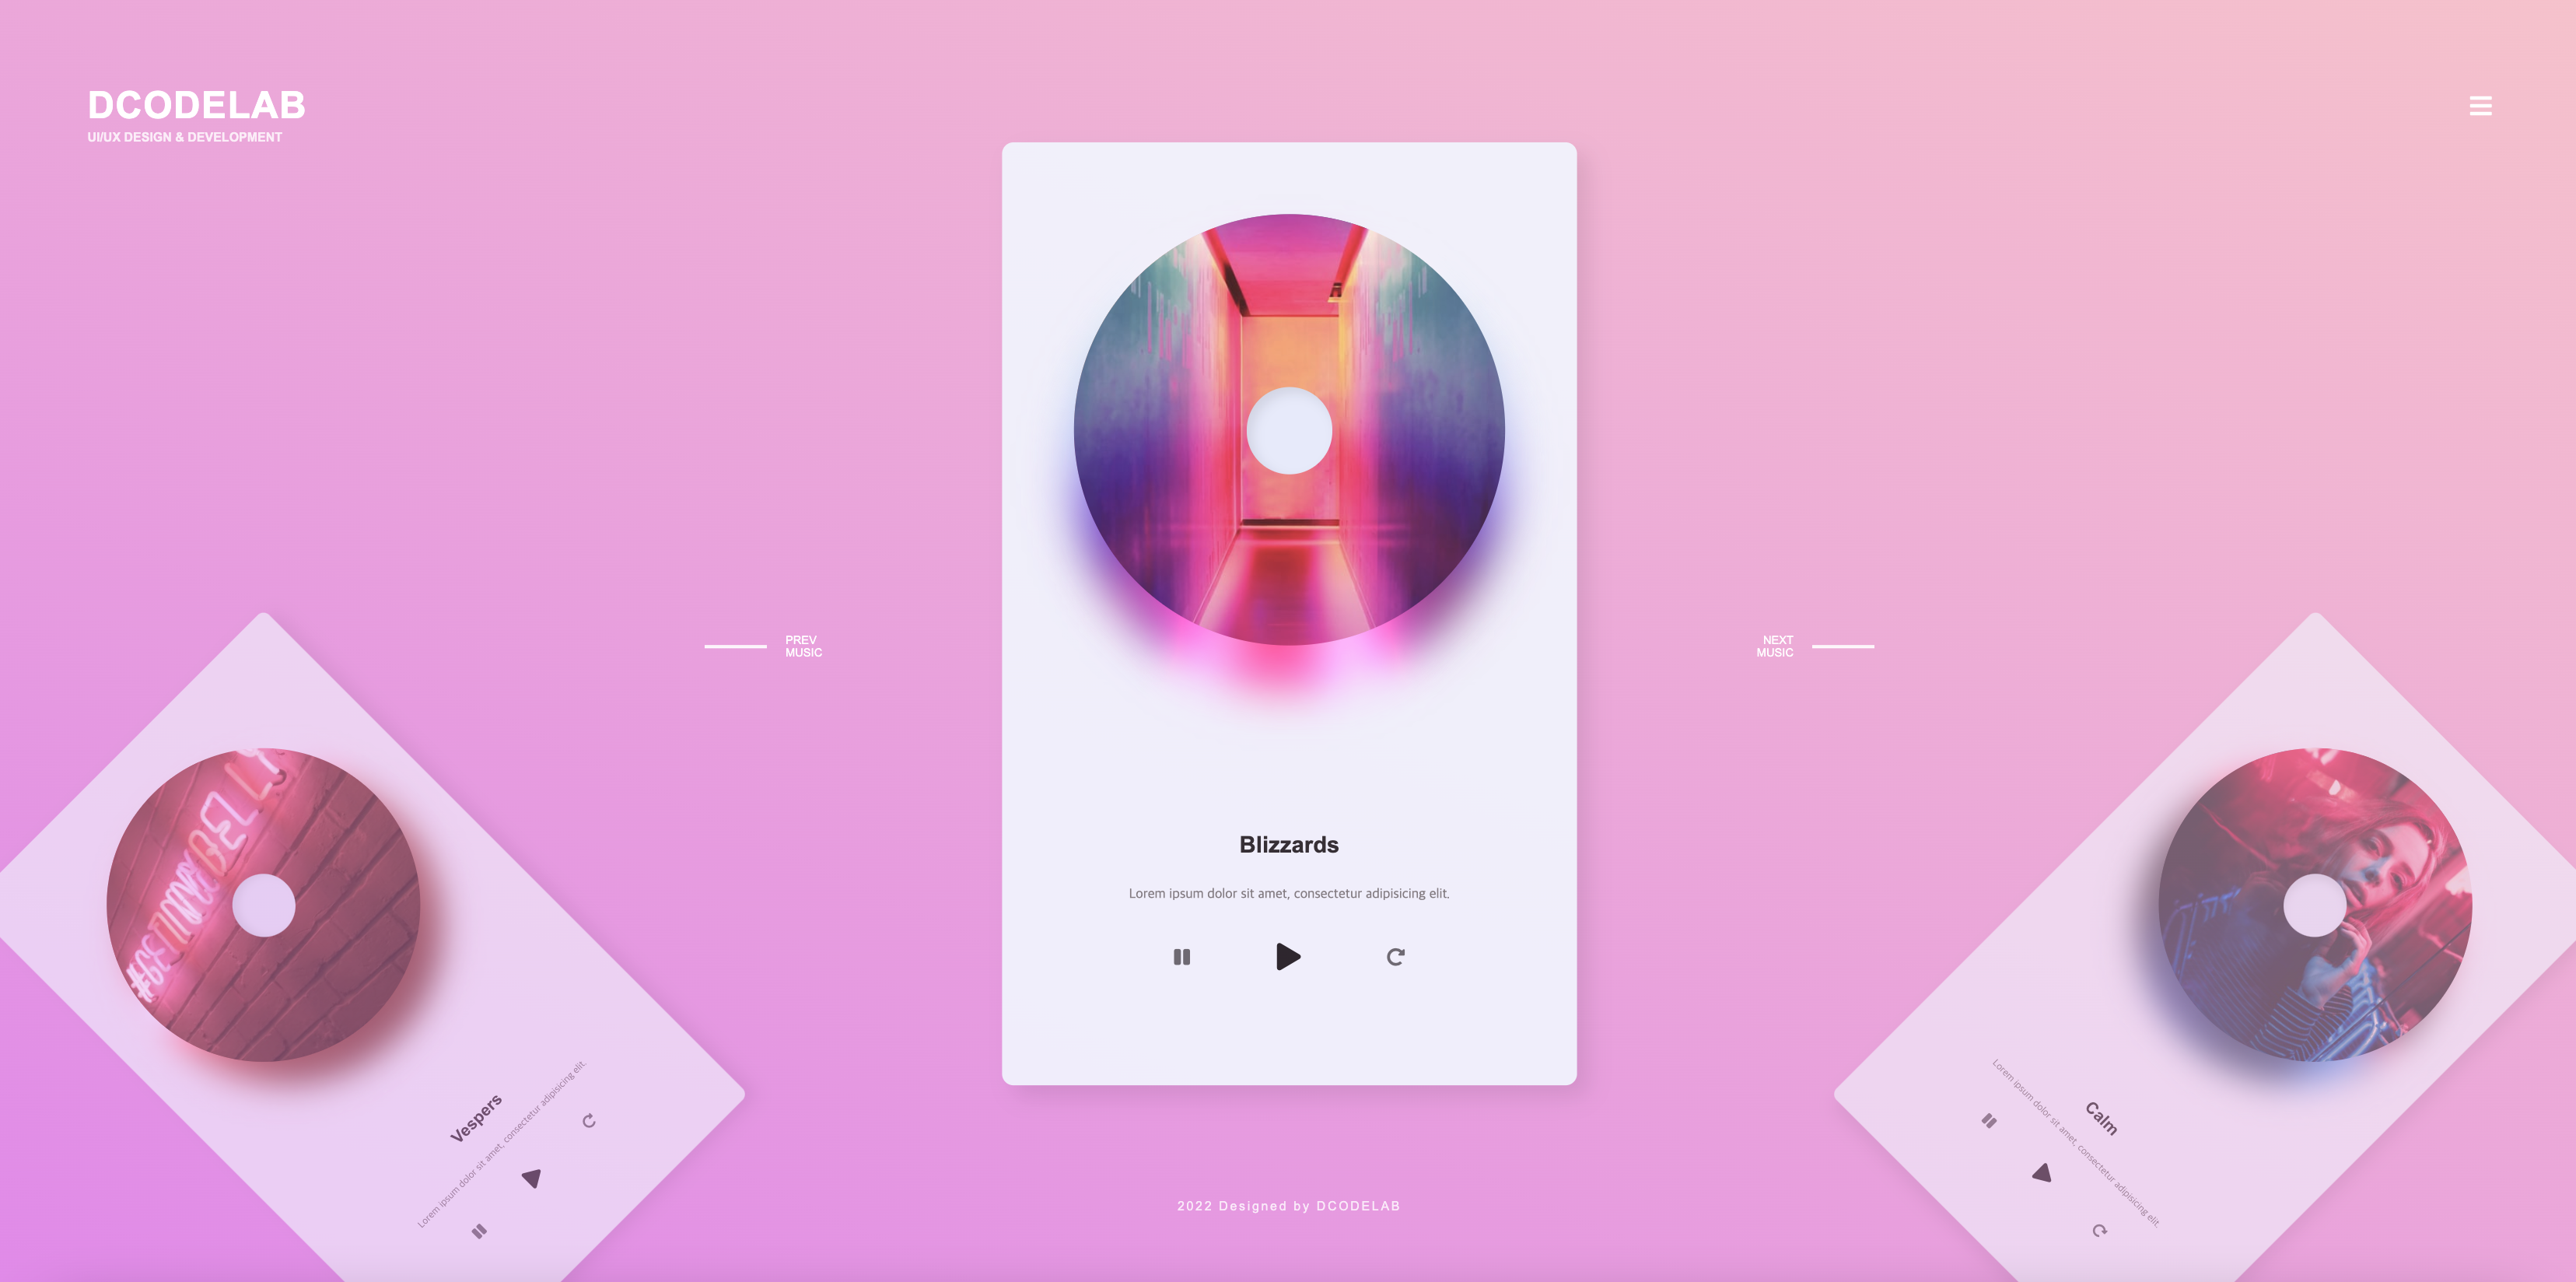 DCODELAB
UI/UX DESIGN & DEVELOPMENT
PREV
MUSIC
NEXT
MUSIC
Blizzards
Lorem ipsum dolor sit amet, consectetur adipisicing elit.
Vespers
Lorem ipsum dolor sit amet, consectetur adipisicing elit.
Calm
Lorem ipsum dolor sit amet, consectetur adipisicing elit.
2022 Designed by DCODELAB